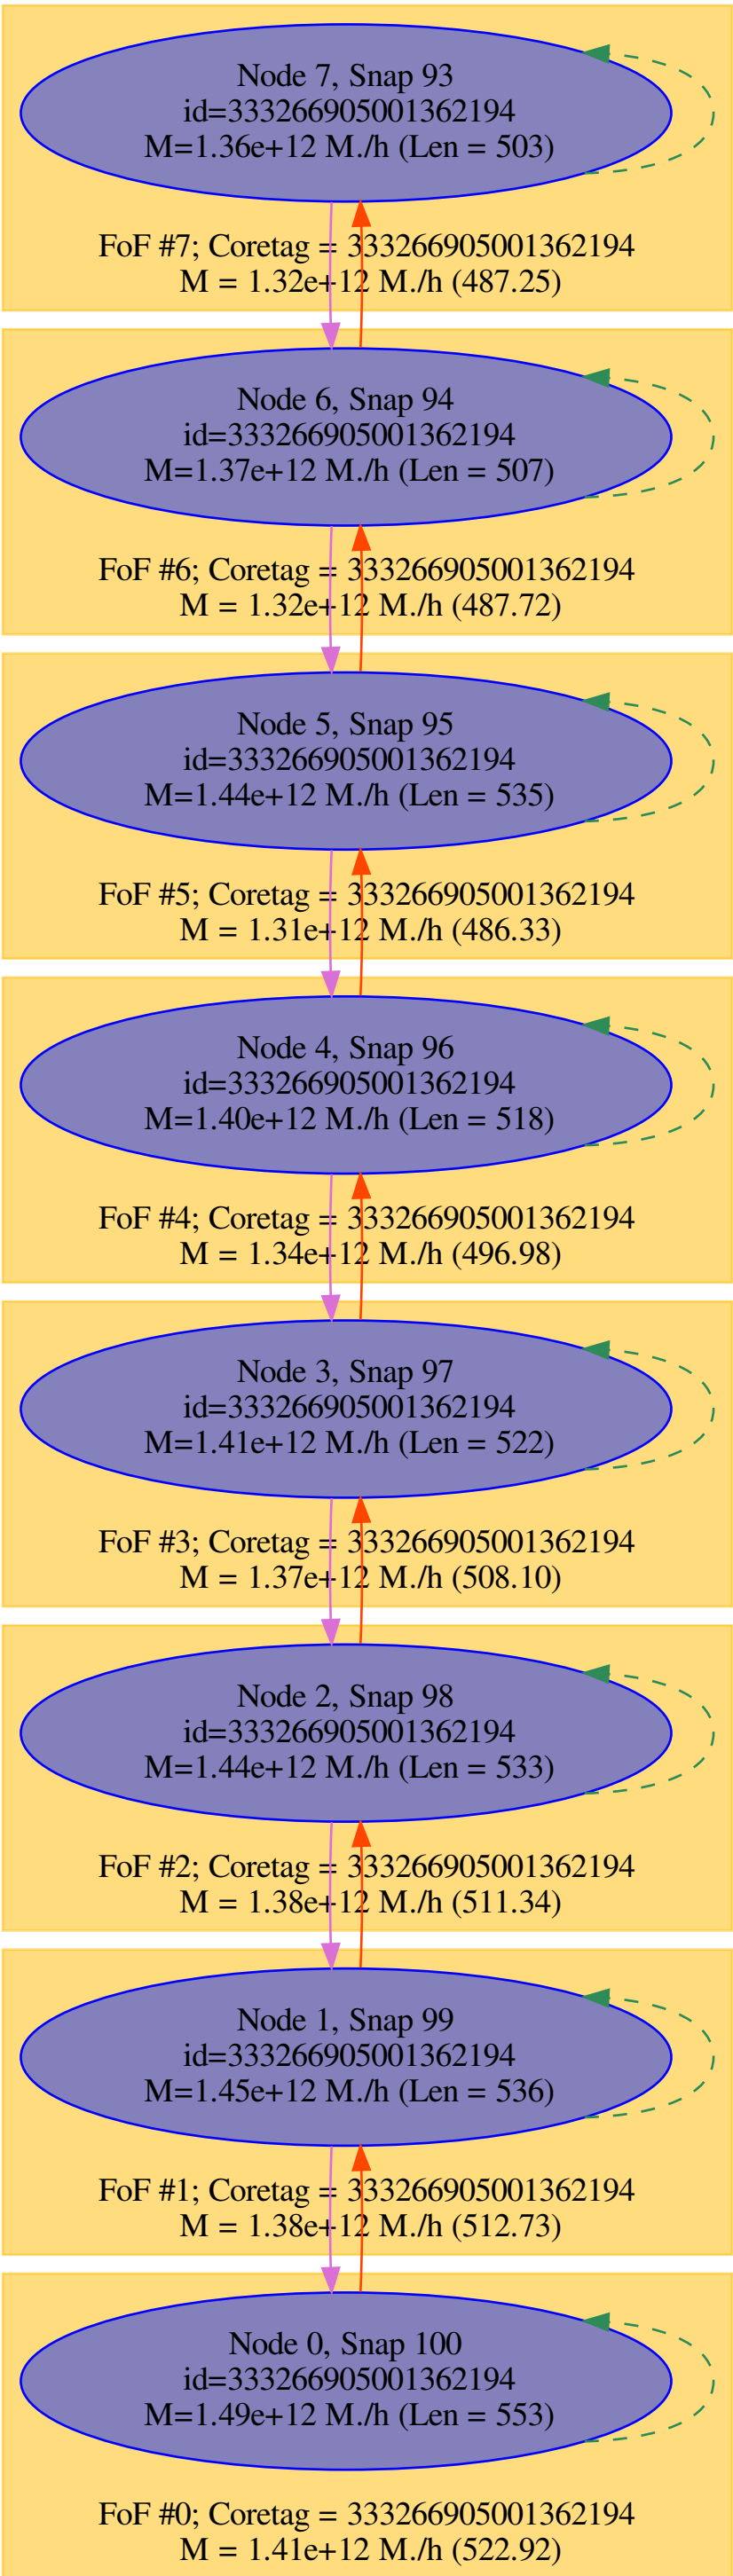 Node 7, Snap 93
id=333266905001362194
M=1.36e+12 M./h (Len = 503)
FoF #7; Coretag = 333266905001362194
M = 1.32e+12 M./h (487.25)
Node 6, Snap 94
id=333266905001362194
M=1.37e+12 M./h (Len = 507)
FoF #6; Coretag = 333266905001362194
M = 1.32e+12 M./h (487.72)
Node 5, Snap 95
id=333266905001362194
M=1.44e+12 M./h (Len = 535)
FoF #5; Coretag = 333266905001362194
M = 1.31e+12 M./h (486.33)
Node 4, Snap 96
id=333266905001362194
M=1.40e+12 M./h (Len = 518)
FoF #4; Coretag = 333266905001362194
M = 1.34e+12 M./h (496.98)
Node 3, Snap 97
id=333266905001362194
M=1.41e+12 M./h (Len = 522)
FoF #3; Coretag = 333266905001362194
M = 1.37e+12 M./h (508.10)
Node 2, Snap 98
id=333266905001362194
M=1.44e+12 M./h (Len = 533)
FoF #2; Coretag = 333266905001362194
M = 1.38e+12 M./h (511.34)
Node 1, Snap 99
id=333266905001362194
M=1.45e+12 M./h (Len = 536)
FoF #1; Coretag = 333266905001362194
M = 1.38e+12 M./h (512.73)
Node 0, Snap 100
id=333266905001362194
M=1.49e+12 M./h (Len = 553)
FoF #0; Coretag = 333266905001362194
M = 1.41e+12 M./h (522.92)